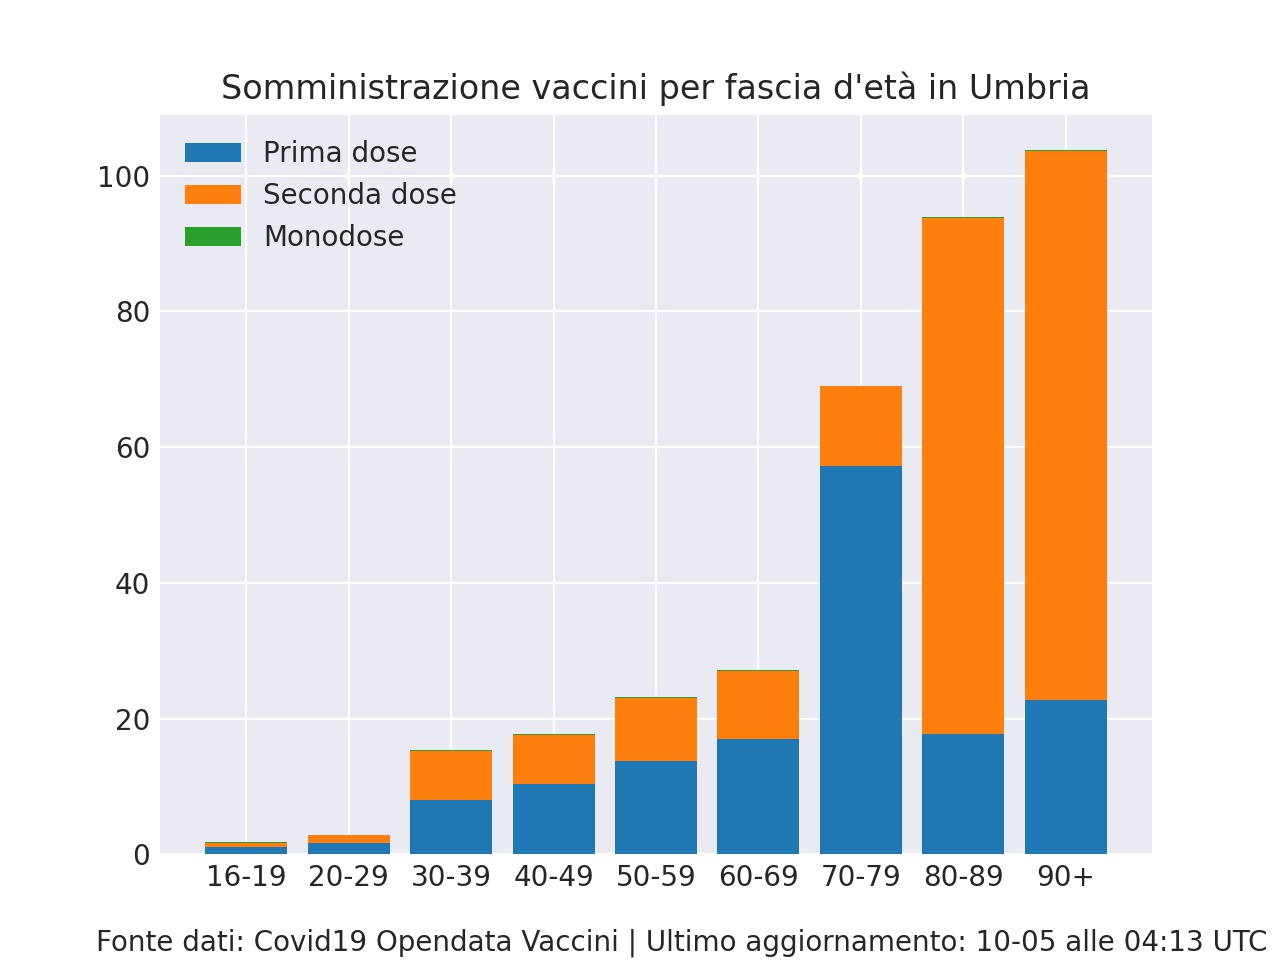 Somministrazione vaccini per fascia d'età in Umbria
Prima dose
Seconda dose
Monodose
100
80
60
40
20
0
16-19 20-29 30-39 40-49 50-59 60-69 70-79 80-89 90+
Fonte dati: Covid19 Opendata Vaccini | Ultimo aggiornamento: 10-05 alle 04:13 UTC